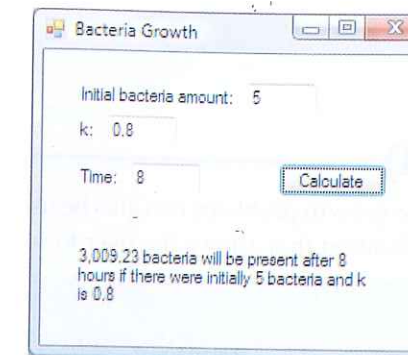 Bacteria Growth
Initial bacteria amount: 5
k: 0.8
Time: 8
Calculate
3,009.23 bacteria will be present after 8
hours if there were initially 5 bacteria and k
is 0.8